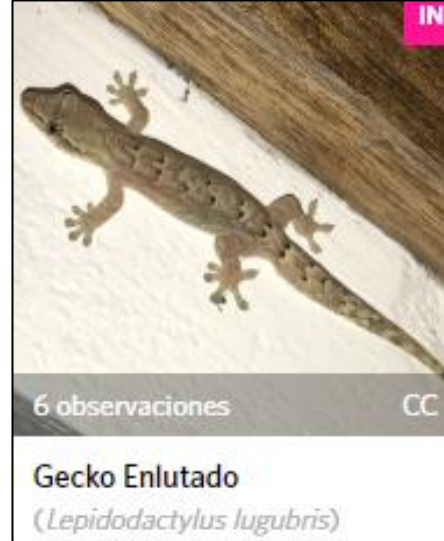 IN
6 observaciones CC
Gecko Enlutado
(Lepidodactylus lugubris)